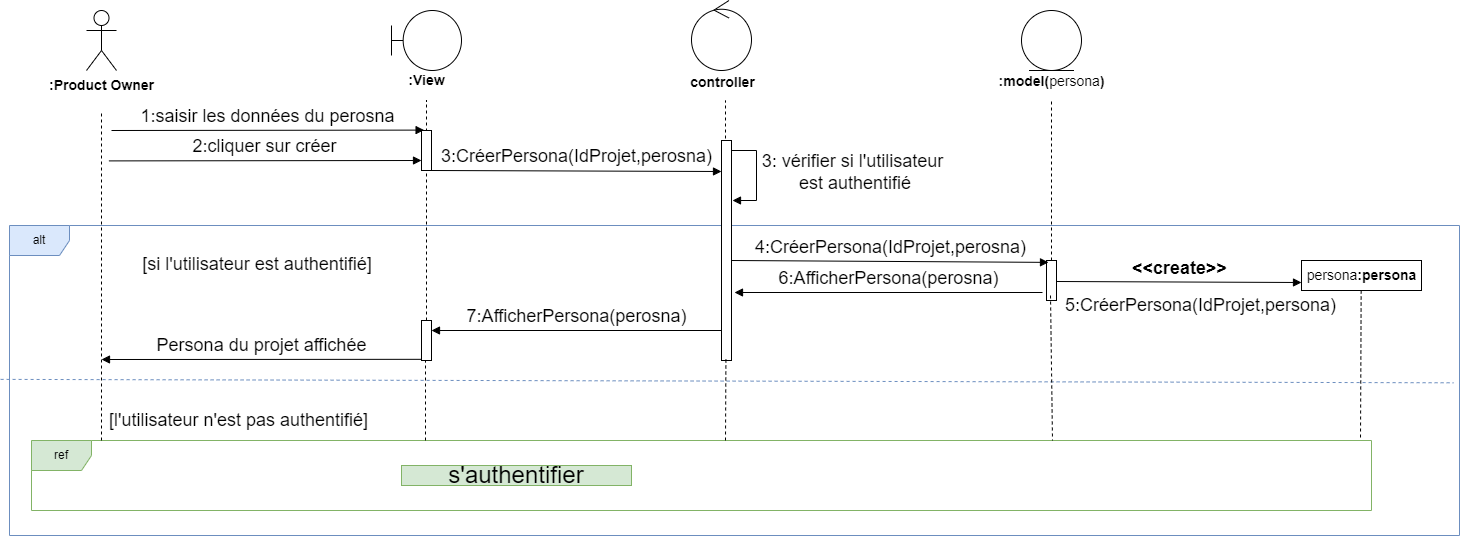 :Product Owner
:View
controller
:model(persona)
1:saisir les données du perosna
2:cliquer sur créer
3:CréerPersona(IdProjet,perosna)
3: vérifier si l'utilisateur
est authentifié
alt
[si l'utilisateur est authentifié]
4:CréerPersona(IdProjet,perosna)
<<create>>
persona:persona
6:AfficherPersona(perosna)
5:CréerPersona(IdProjet,persona)
7:AfficherPersona(perosna)
Persona du projet affichée
[l'utilisateur n'est pas authentifié]
ref
s'authentifier